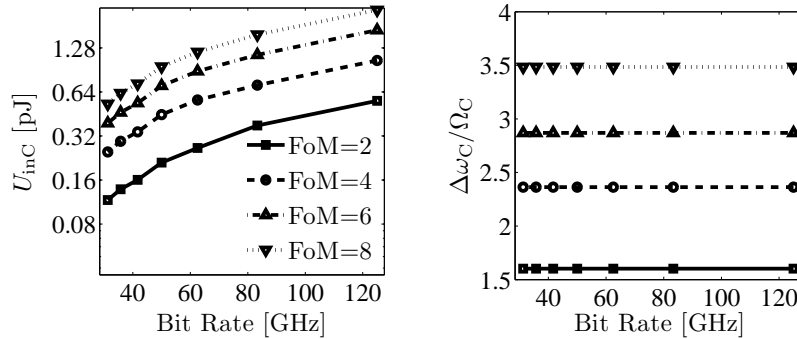 1.28
0.64
0.32
0.16
0.08
U_inC [pJ]
FoM=2
FoM=4
FoM=6
FoM=8
40 60 80 100 120
Bit Rate [GHz]
4
3.5
3
2.5
2
1.5
Δω_C/Ω_C
40 60 80 100 120
Bit Rate [GHz]